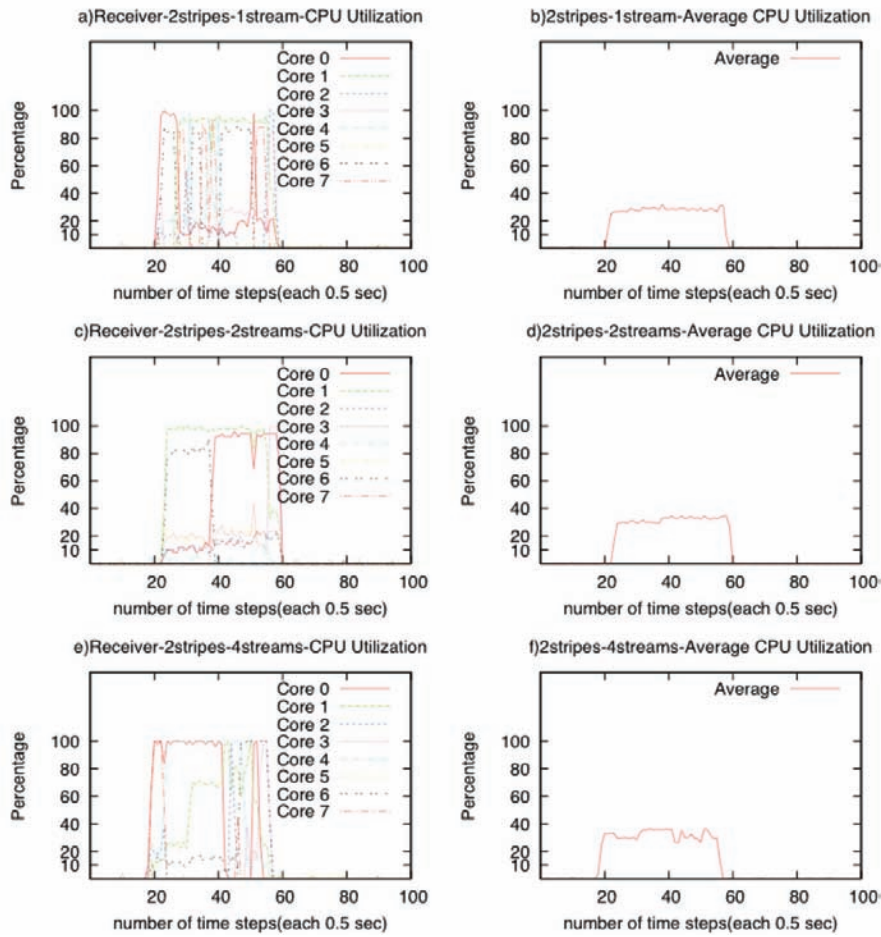 a)Receiver-2stripes-1stream-CPU Utilization
Percentage
100
80
60
40
20
10
Core 0
Core 1
Core 2
Core 3
Core 4
Core 5
Core 6
Core 7
20 40 60 80 100
number of time steps(each 0.5 sec)
b)2stripes-1stream-Average CPU Utilization
Percentage
100
80
60
40
20
10
Average
20 40 60 80 100
number of time steps(each 0.5 sec)
c)Receiver-2stripes-2streams-CPU Utilization
Percentage
100
80
60
40
20
10
Core 0
Core 1
Core 2
Core 3
Core 4
Core 5
Core 6
Core 7
20 40 60 80 100
number of time steps(each 0.5 sec)
d)2stripes-2streams-Average CPU Utilization
Percentage
100
80
60
40
20
10
Average
20 40 60 80 100
number of time steps(each 0.5 sec)
e)Receiver-2stripes-4streams-CPU Utilization
Percentage
100
80
60
40
20
10
Core 0
Core 1
Core 2
Core 3
Core 4
Core 5
Core 6
Core 7
20 40 60 80 100
number of time steps(each 0.5 sec)
f)2stripes-4streams-Average CPU Utilization
Percentage
100
80
60
40
20
10
Average
20 40 60 80 100
number of time steps(each 0.5 sec)